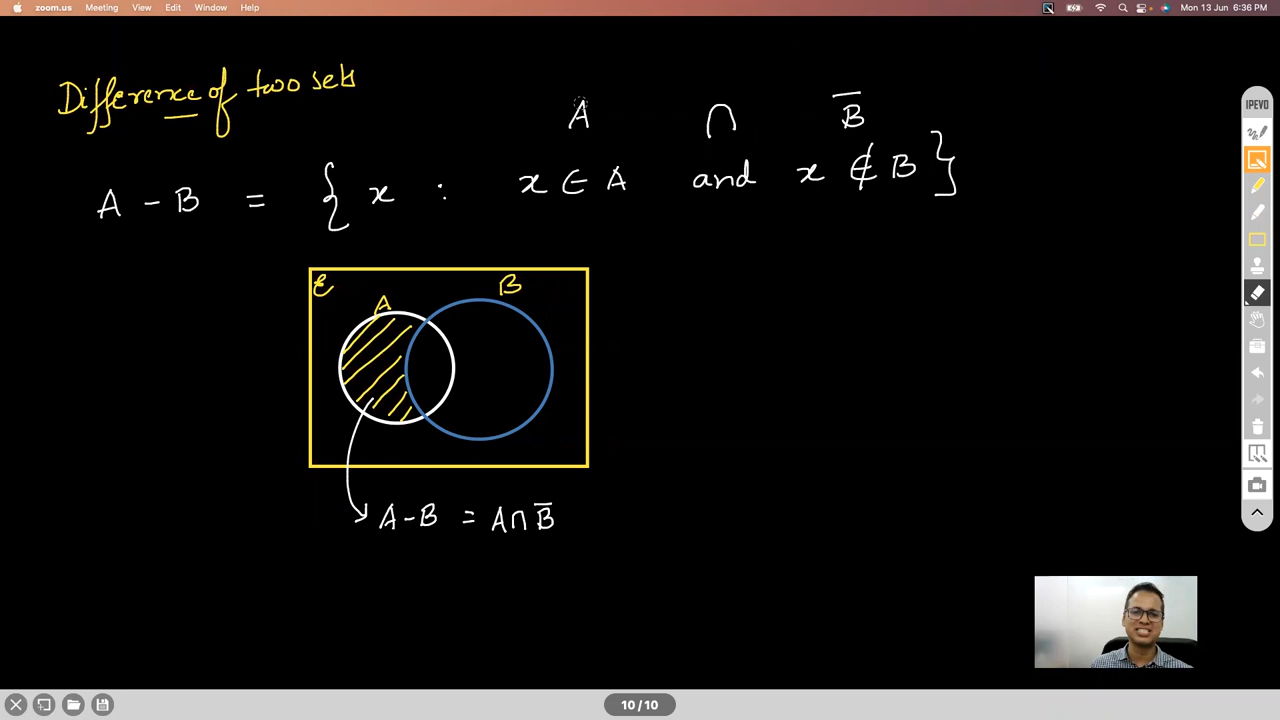 zoom.us Meeting View Edit Window Help Mon 13 Jun 6:36 PM
Difference of two sets
A ∩ B̅
A - B = { x : x ∈ A and x ∉ B }
IPEVO
ℰ A B
A-B = A∩B̅
10/10